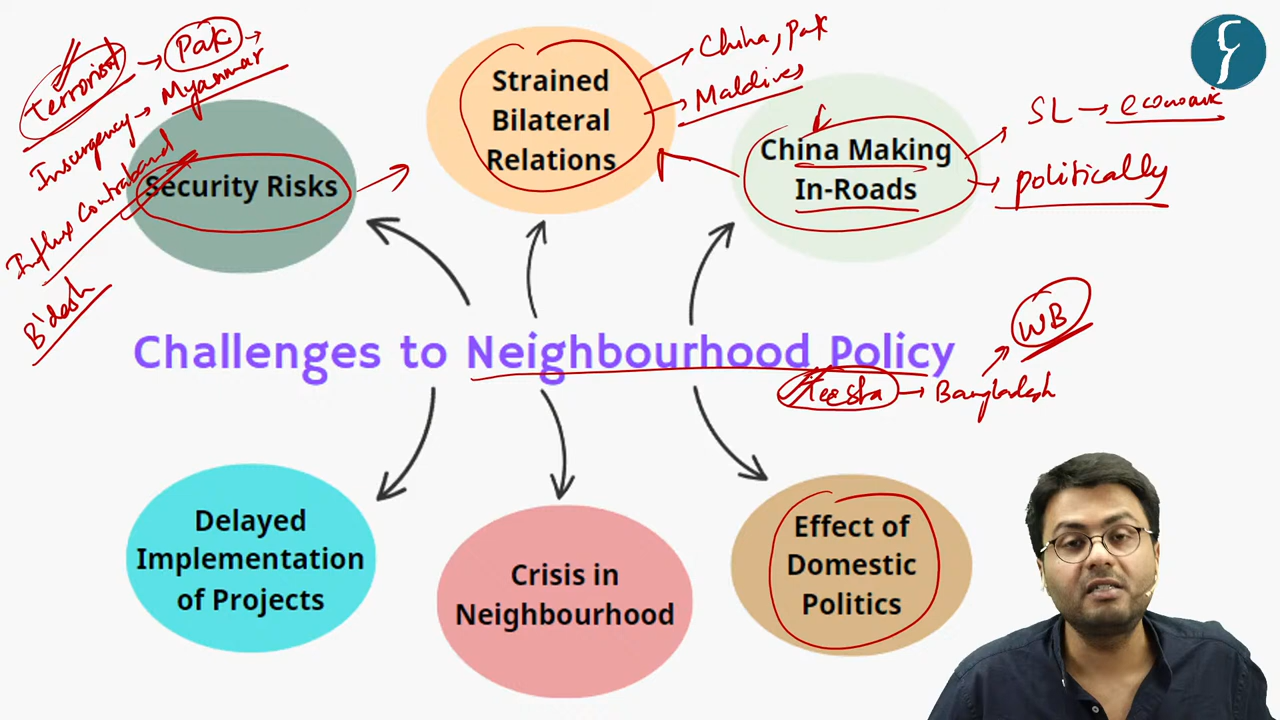 Terrorism → Pak →
Insurgency → Myanmar
Influx Contraband
B'desh
Security Risks
Strained
Bilateral
Relations
China, Pak
Maldives
China Making
In-Roads
SL → economic
politically
Challenges to Neighbourhood Policy
Teesta → Bangladesh
WB
Delayed
Implementation
of Projects
Crisis in
Neighbourhood
Effect of
Domestic
Politics